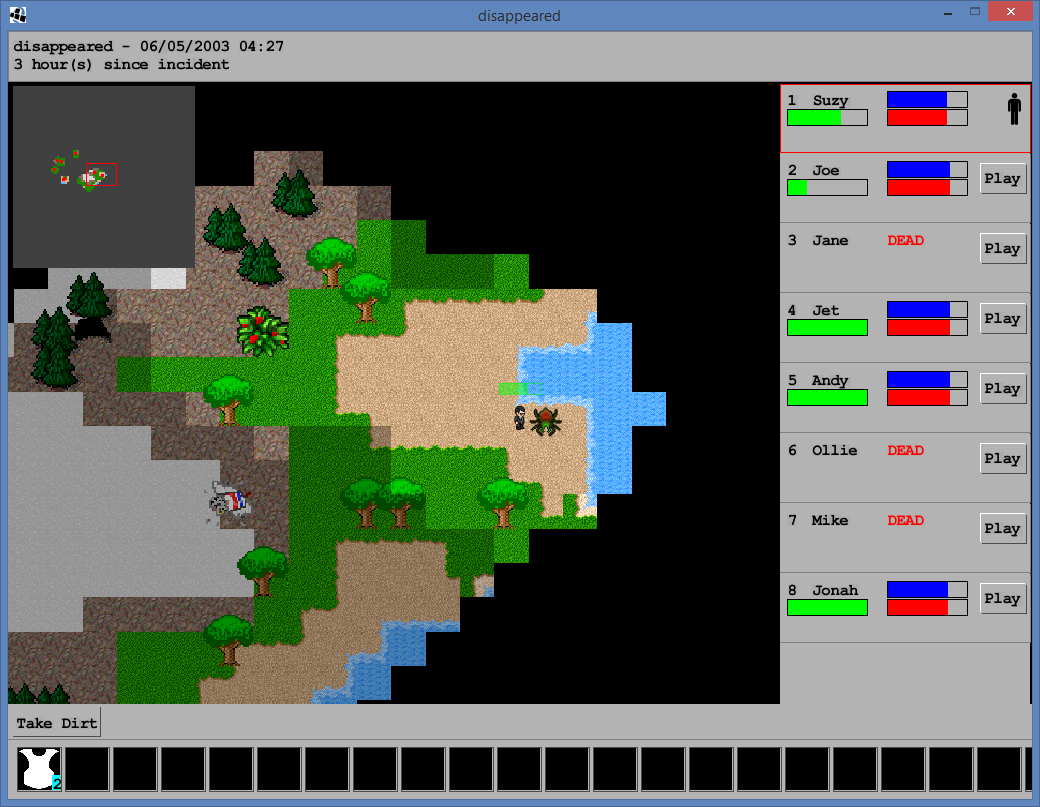 disappeared
disappeared - 06/05/2003 04:27
3 hour(s) since incident
1 Suzy
2 Joe Play
3 Jane DEAD Play
4 Jet Play
5 Andy Play
6 Ollie DEAD Play
7 Mike DEAD Play
8 Jonah Play
Take Dirt
2